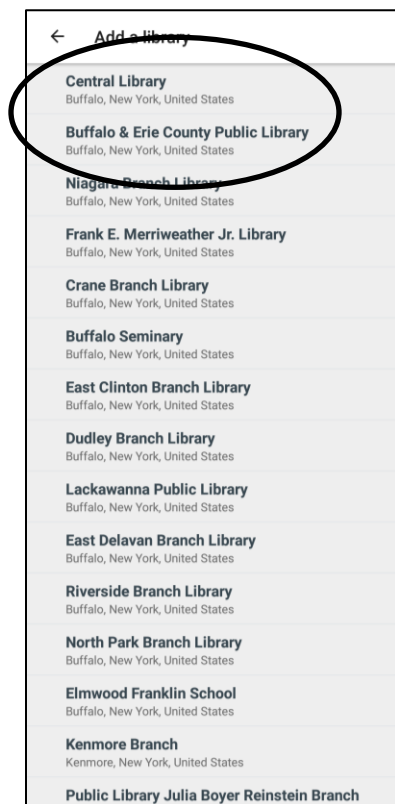 ← Add a library
Central Library
Buffalo, New York, United States
Buffalo & Erie County Public Library
Buffalo, New York, United States
Niagara Branch Library
Buffalo, New York, United States
Frank E. Merriweather Jr. Library
Buffalo, New York, United States
Crane Branch Library
Buffalo, New York, United States
Buffalo Seminary
Buffalo, New York, United States
East Clinton Branch Library
Buffalo, New York, United States
Dudley Branch Library
Buffalo, New York, United States
Lackawanna Public Library
Buffalo, New York, United States
East Delavan Branch Library
Buffalo, New York, United States
Riverside Branch Library
Buffalo, New York, United States
North Park Branch Library
Buffalo, New York, United States
Elmwood Franklin School
Buffalo, New York, United States
Kenmore Branch
Kenmore, New York, United States
Public Library Julia Boyer Reinstein Branch